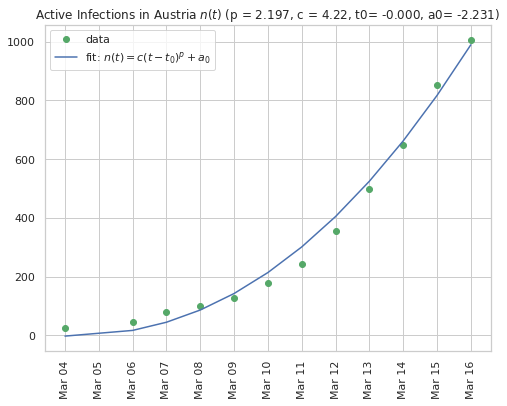 Active Infections in Austria n(t) (p = 2.197, c = 4.22, t0= -0.000, a0= -2.231)
data
fit: n(t) = c(t − t₀)ᵖ + a₀
1000
800
600
400
200
0
Mar 04
Mar 05
Mar 06
Mar 07
Mar 08
Mar 09
Mar 10
Mar 11
Mar 12
Mar 13
Mar 14
Mar 15
Mar 16